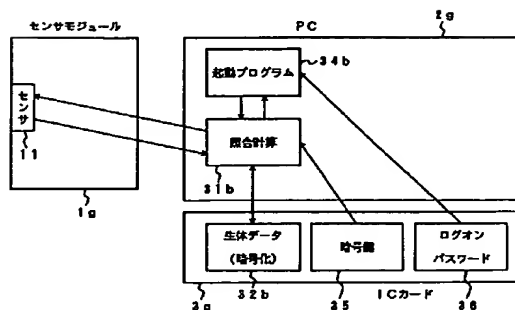 センサモジュール
PC
2g
34b
起動プログラム
センサ
11
照合計算
31b
1g
生体データ
(暗号化)
暗号鍵
ログオン
パスワード
32b
35
36
3g
ICカード